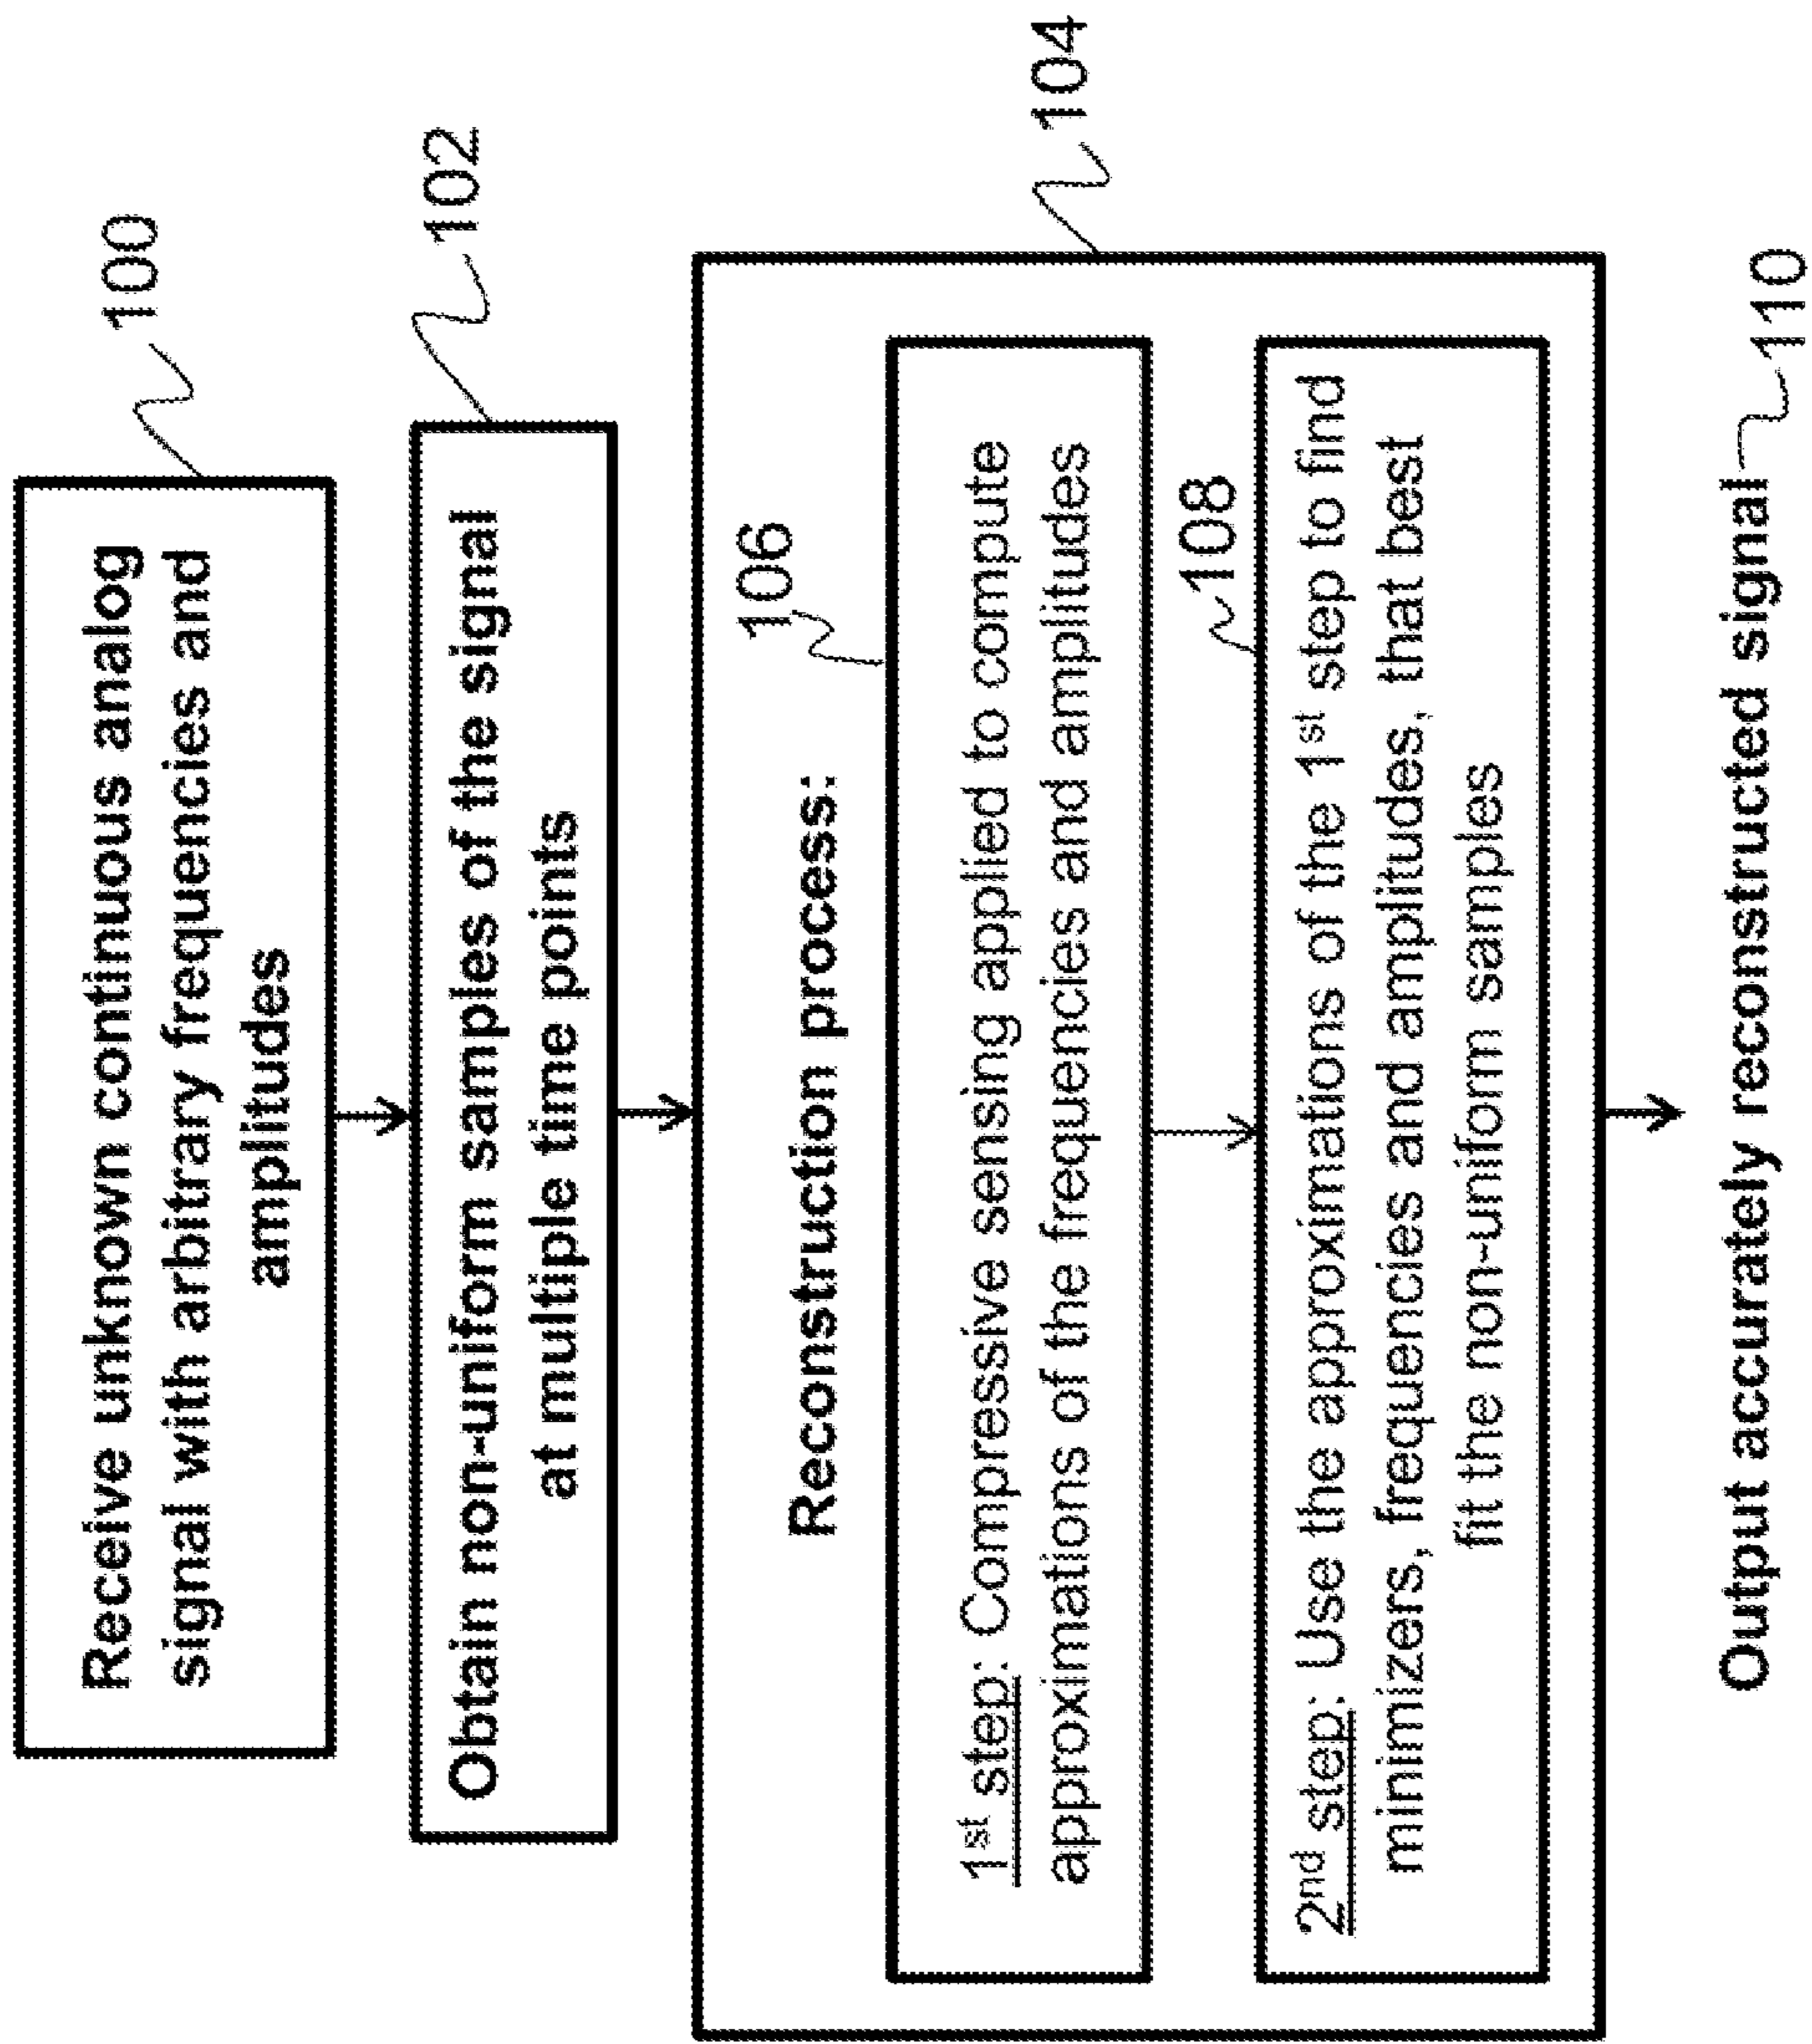 Receive unknown continuous analog
signal with arbitrary frequencies and
amplitudes
100
Obtain non-uniform samples of the signal
at multiple time points
102
104
Reconstruction process:
106
1st step: Compressive sensing applied to compute
approximations of the frequencies and amplitudes
108
2nd step: Use the approximations of the 1st step to find
minimizers, frequencies and amplitudes, that best
fit the non-uniform samples
Output accurately reconstructed signal
110